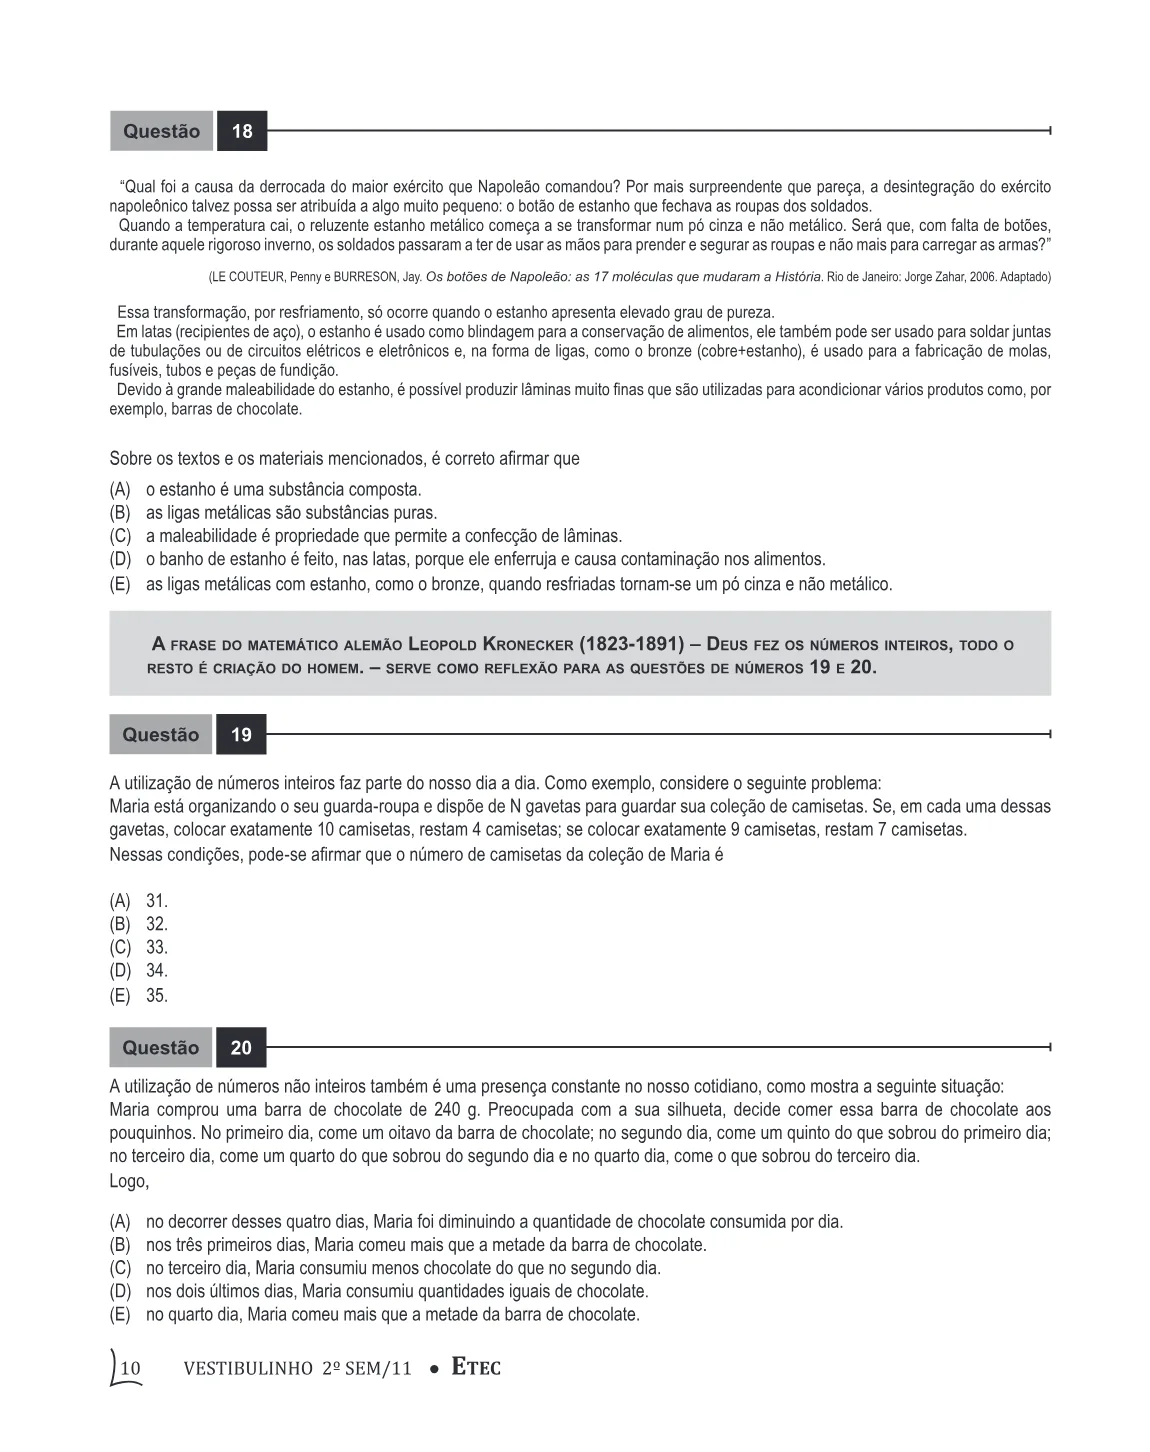 Questão 18
“Qual foi a causa da derrocada do maior exército que Napoleão comandou? Por mais surpreendente que pareça, a desintegração do exército
napoleônico talvez possa ser atribuída a algo muito pequeno: o botão de estanho que fechava as roupas dos soldados.
Quando a temperatura cai, o reluzente estanho metálico começa a se transformar num pó cinza e não metálico. Será que, com falta de botões,
durante aquele rigoroso inverno, os soldados passaram a ter de usar as mãos para prender e segurar as roupas e não mais para carregar as armas?”
(LE COUTEUR, Penny e BURRESON, Jay. Os botões de Napoleão: as 17 moléculas que mudaram a História. Rio de Janeiro: Jorge Zahar, 2006. Adaptado)
Essa transformação, por resfriamento, só ocorre quando o estanho apresenta elevado grau de pureza.
Em latas (recipientes de aço), o estanho é usado como blindagem para a conservação de alimentos, ele também pode ser usado para soldar juntas
de tubulações ou de circuitos elétricos e eletrônicos e, na forma de ligas, como o bronze (cobre+estanho), é usado para a fabricação de molas,
fusíveis, tubos e peças de fundição.
Devido à grande maleabilidade do estanho, é possível produzir lâminas muito finas que são utilizadas para acondicionar vários produtos como, por
exemplo, barras de chocolate.
Sobre os textos e os materiais mencionados, é correto afirmar que
(A) o estanho é uma substância composta.
(B) as ligas metálicas são substâncias puras.
(C) a maleabilidade é propriedade que permite a confecção de lâminas.
(D) o banho de estanho é feito, nas latas, porque ele enferruja e causa contaminação nos alimentos.
(E) as ligas metálicas com estanho, como o bronze, quando resfriadas tornam-se um pó cinza e não metálico.
A FRASE DO MATEMÁTICO ALEMÃO LEOPOLD KRONECKER (1823-1891) – DEUS FEZ OS NÚMEROS INTEIROS, TODO O
RESTO É CRIAÇÃO DO HOMEM. – SERVE COMO REFLEXÃO PARA AS QUESTÕES DE NÚMEROS 19 E 20.
Questão 19
A utilização de números inteiros faz parte do nosso dia a dia. Como exemplo, considere o seguinte problema:
Maria está organizando o seu guarda-roupa e dispõe de N gavetas para guardar sua coleção de camisetas. Se, em cada uma dessas
gavetas, colocar exatamente 10 camisetas, restam 4 camisetas; se colocar exatamente 9 camisetas, restam 7 camisetas.
Nessas condições, pode-se afirmar que o número de camisetas da coleção de Maria é
(A) 31.
(B) 32.
(C) 33.
(D) 34.
(E) 35.
Questão 20
A utilização de números não inteiros também é uma presença constante no nosso cotidiano, como mostra a seguinte situação:
Maria comprou uma barra de chocolate de 240 g. Preocupada com a sua silhueta, decide comer essa barra de chocolate aos
pouquinhos. No primeiro dia, come um oitavo da barra de chocolate; no segundo dia, come um quinto do que sobrou do primeiro dia;
no terceiro dia, come um quarto do que sobrou do segundo dia e no quarto dia, come o que sobrou do terceiro dia.
Logo,
(A) no decorrer desses quatro dias, Maria foi diminuindo a quantidade de chocolate consumida por dia.
(B) nos três primeiros dias, Maria comeu mais que a metade da barra de chocolate.
(C) no terceiro dia, Maria consumiu menos chocolate do que no segundo dia.
(D) nos dois últimos dias, Maria consumiu quantidades iguais de chocolate.
(E) no quarto dia, Maria comeu mais que a metade da barra de chocolate.
10 VESTIBULINHO 2º SEM/11 • ETEC